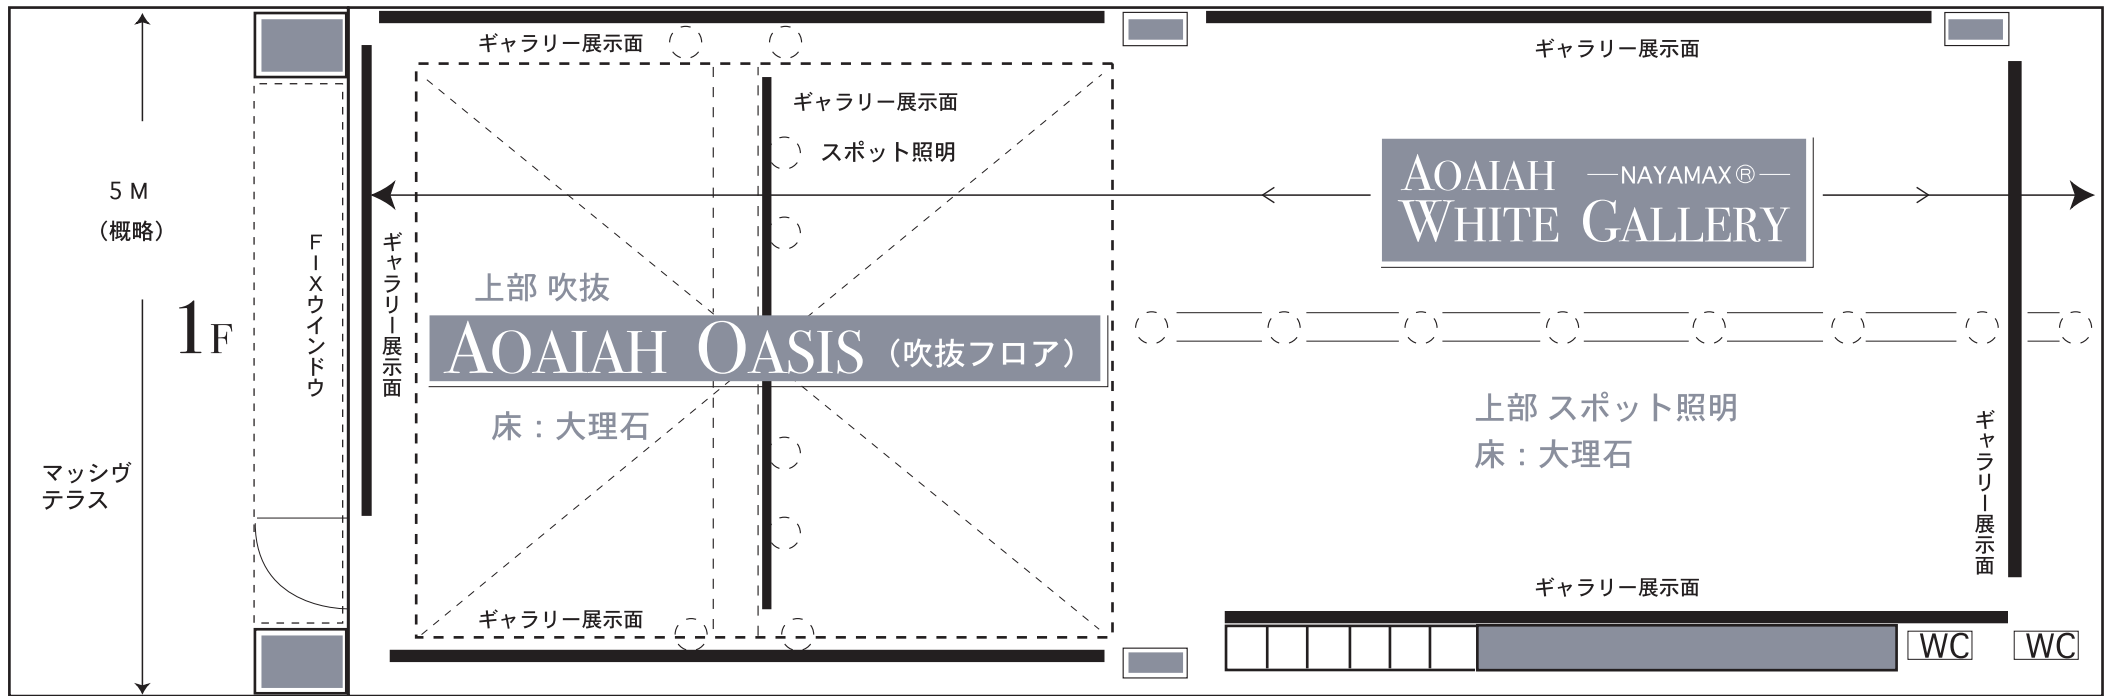 ギャラリー展示面
ギャラリー展示面
ギャラリー展示面
スポット照明
5 M
（概略）
AOAIAH —NAYAMAX®—
WHITE GALLERY
FIXウインドウ
ギャラリー展示面
上部 吹抜
1F
AOAIAH OASIS（吹抜フロア）
床：大理石
上部 スポット照明
床：大理石
マッシヴ
テラス
ギャラリー展示面
ギャラリー展示面
ギャラリー展示面
WC
WC